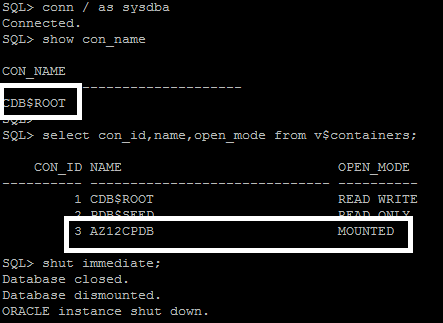 SQL> conn / as sysdba
Connected.
SQL> show con_name
CON_NAME
------------------------------
CDB$ROOT
SQL>
SQL> select con_id,name,open_mode from v$containers;
CON_ID NAME OPEN_MODE
---------- ------------------------------ ----------
1 CDB$ROOT READ WRITE
2 PDB$SEED READ ONLY
3 AZ12CPDB MOUNTED
SQL> shut immediate;
Database closed.
Database dismounted.
ORACLE instance shut down.